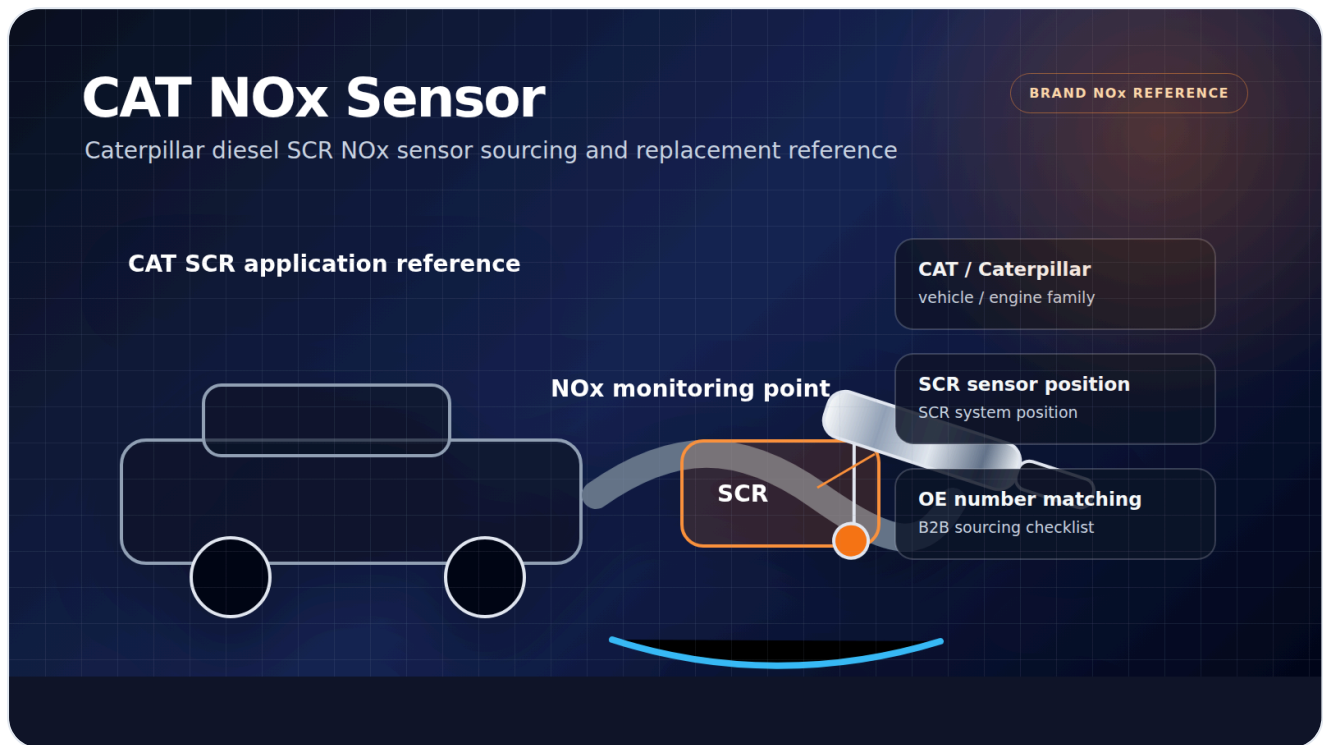 CAT NOx Sensor
BRAND NOx REFERENCE
Caterpillar diesel SCR NOx sensor sourcing and replacement reference
CAT SCR application reference
CAT / Caterpillar
vehicle / engine family
NOx monitoring point
SCR sensor position
SCR system position
SCR
OE number matching
B2B sourcing checklist